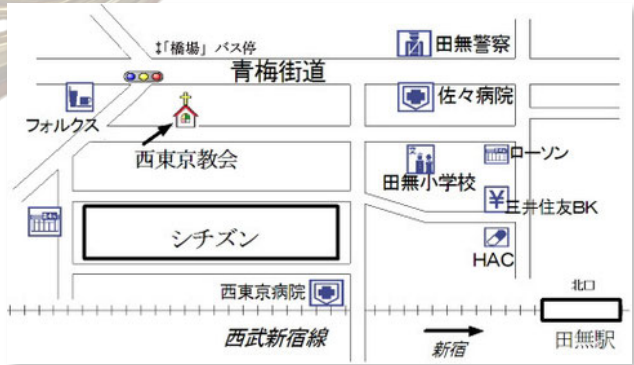 ‡「橋場」バス停
田無警察
青梅街道
佐々病院
フォルクス
西東京教会
田無小学校
ローソン
三井住友BK
シチズン
HAC
西東京病院
北口
西武新宿線
新宿
田無駅